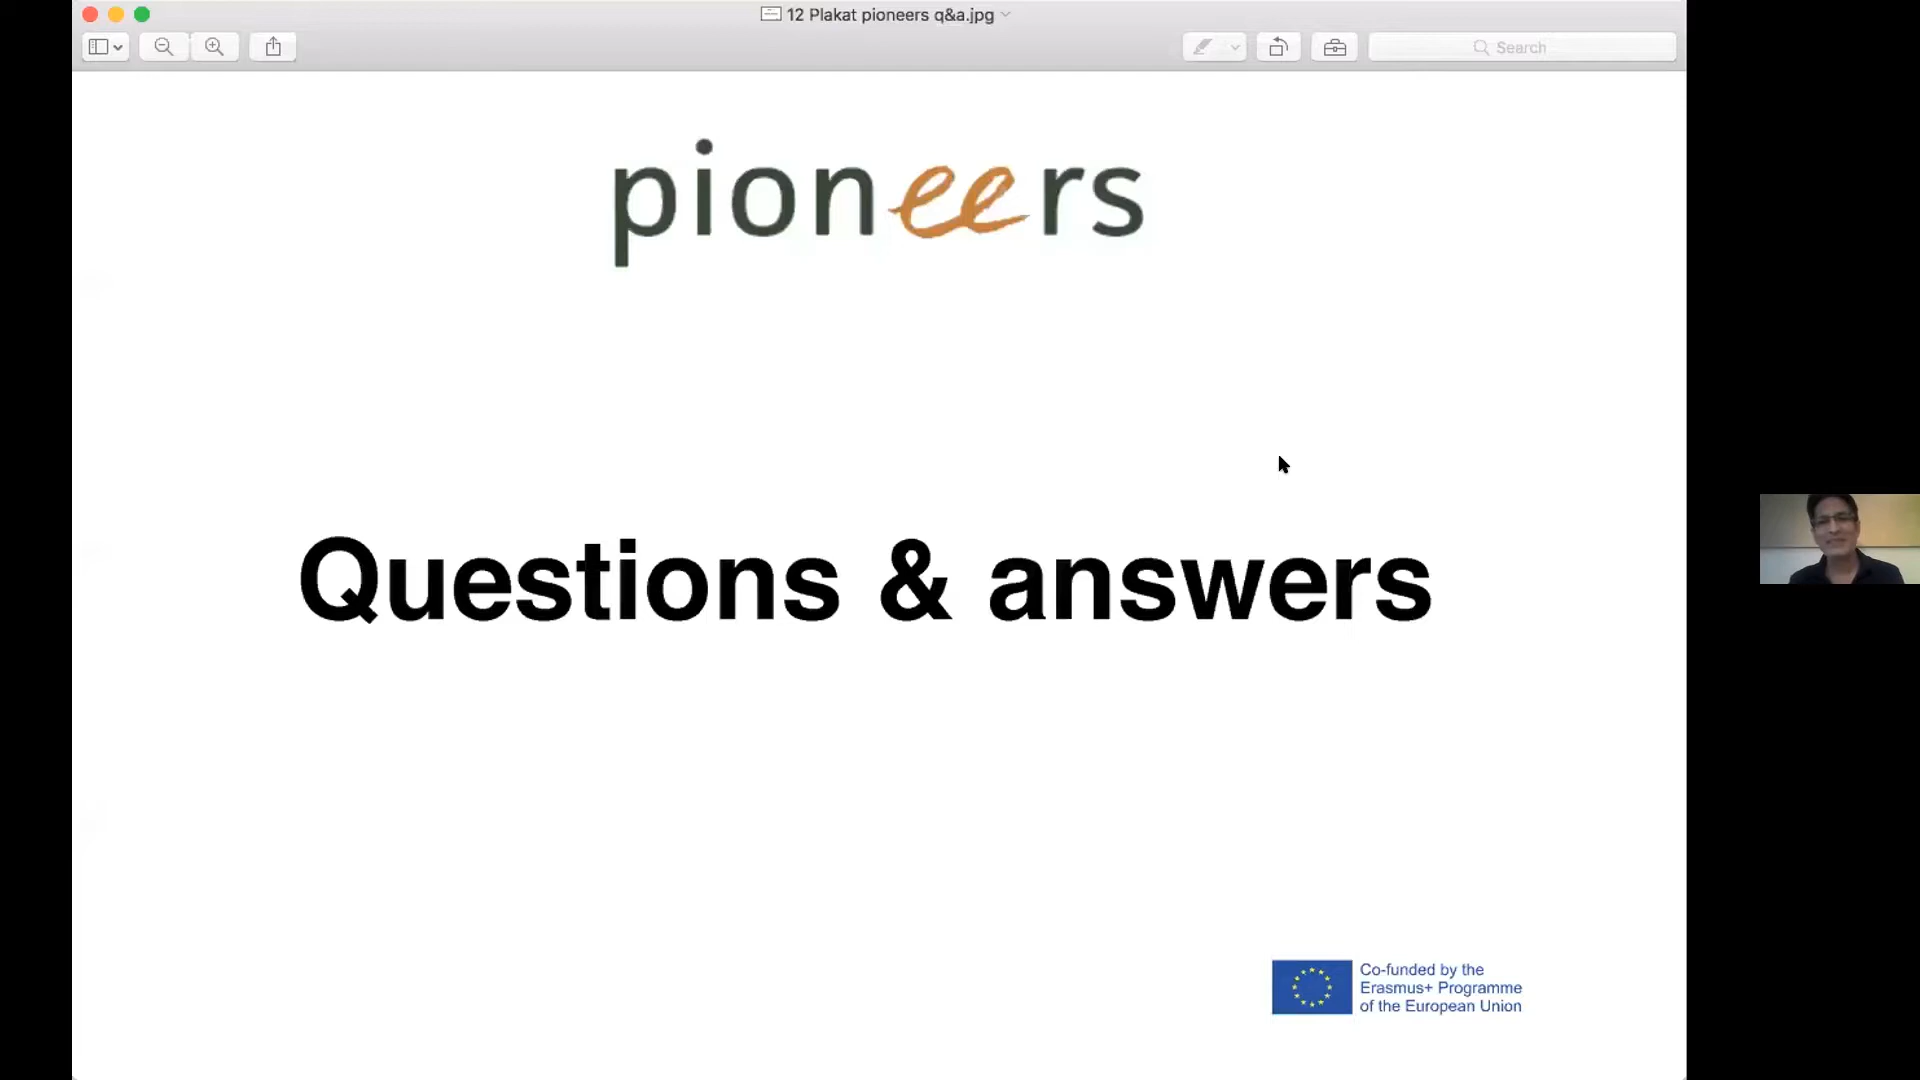 12 Plakat pioneers q&a.jpg
Search
pioneers
Questions & answers
Co-funded by the
Erasmus+ Programme
of the European Union